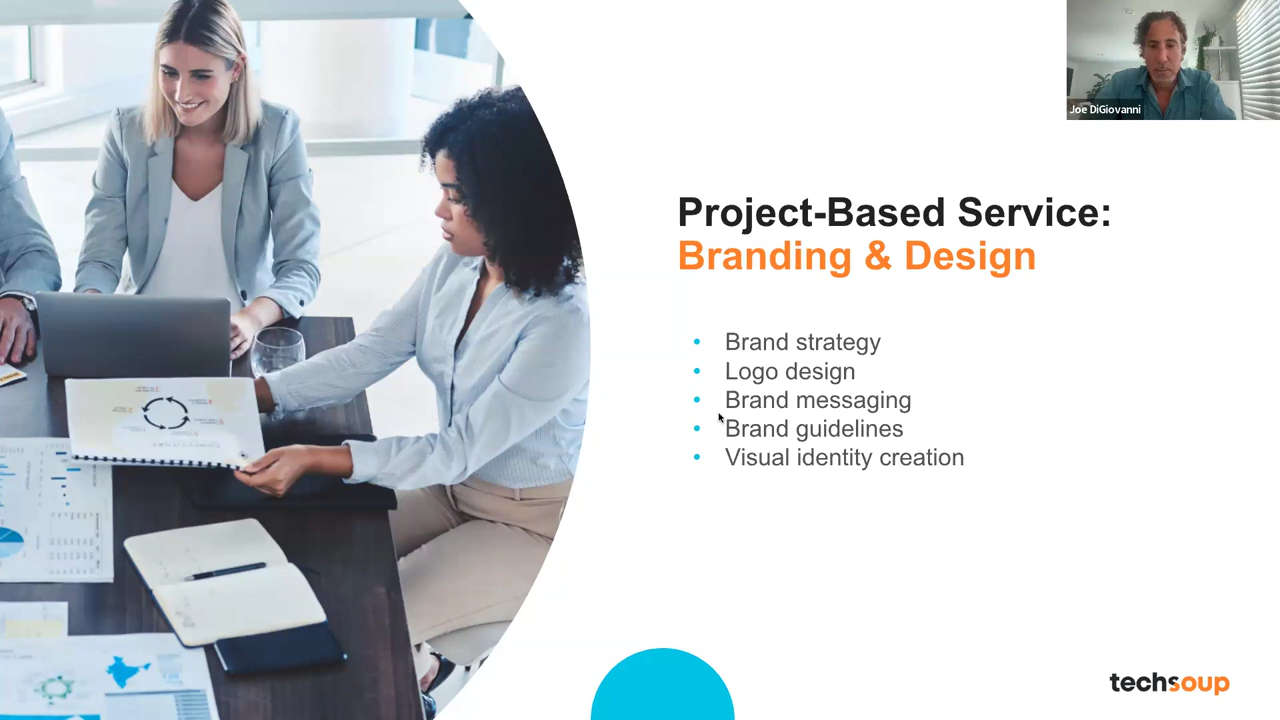 Joe DiGiovanni
Project-Based Service:
Branding & Design
• Brand strategy
• Logo design
• Brand messaging
• Brand guidelines
• Visual identity creation
techsoup